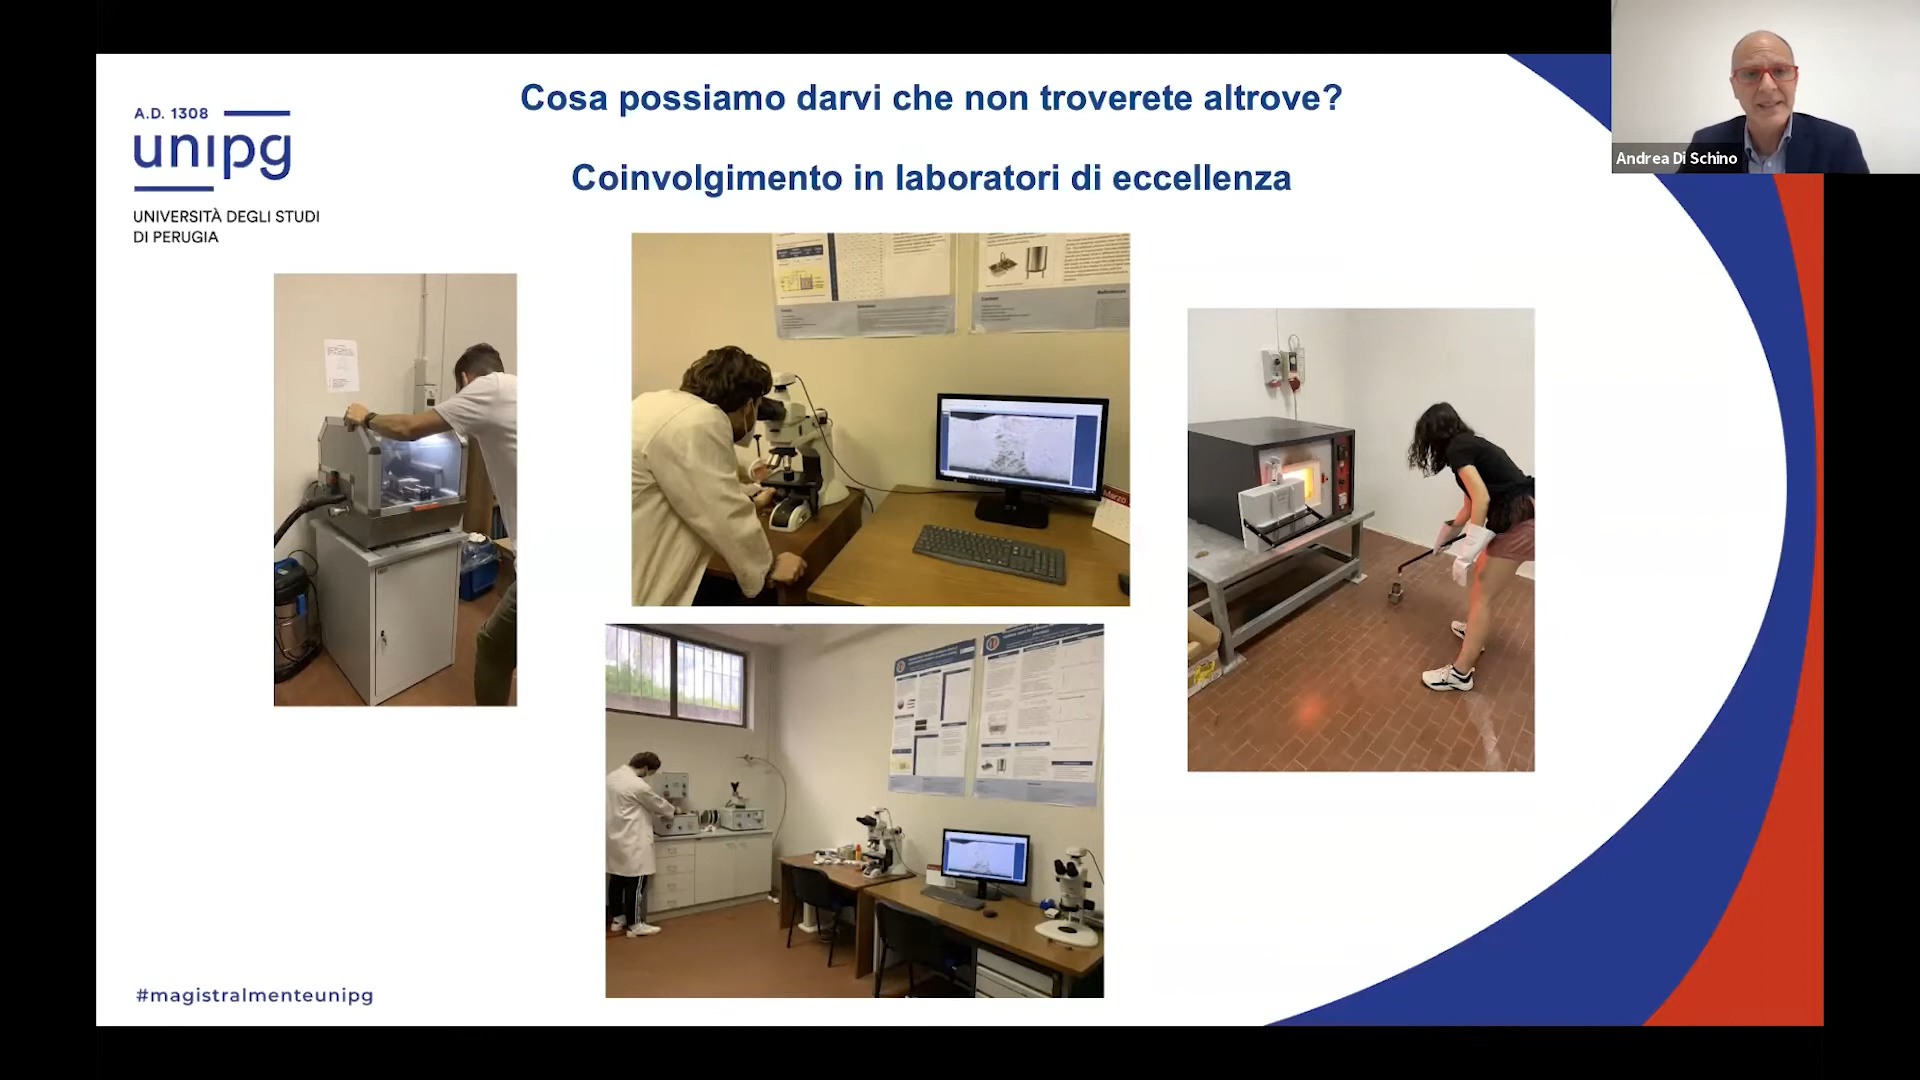 Cosa possiamo darvi che non troverete altrove?
Coinvolgimento in laboratori di eccellenza
A.D. 1308
unipg
UNIVERSITÀ DEGLI STUDI
DI PERUGIA
Andrea Di Schino
Marzo
#magistralmenteunipg